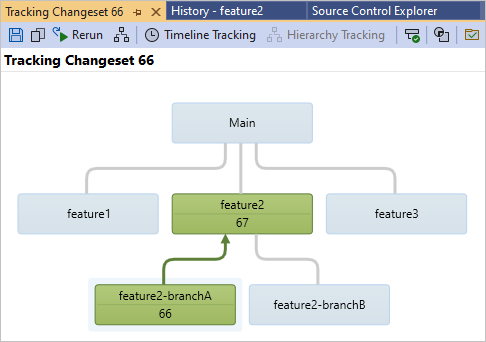 Tracking Changeset 66
History - feature2
Source Control Explorer
Rerun
Timeline Tracking
Hierarchy Tracking
Tracking Changeset 66
Main
feature1
feature2
67
feature3
feature2-branchA
66
feature2-branchB